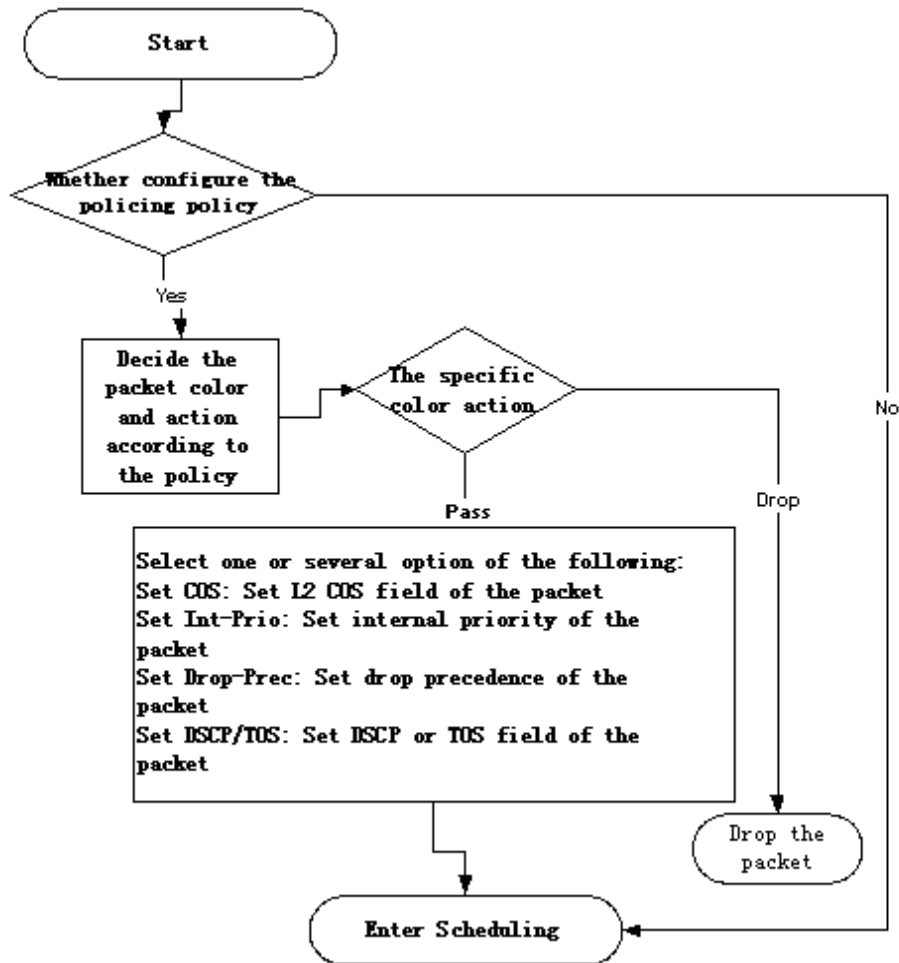 Start
Whether configure the
policing policy
Yes
No
Decide the
packet color
and action
according to
the policy
The specific
color action
Drop
Pass
Select one or several option of the following:
Set COS: Set L2 COS field of the packet
Set Int-Prio: Set internal priority of the
packet
Set Drop-Prec: Set drop precedence of the
packet
Set DSCP/TOS: Set DSCP or TOS field of the
packet
Drop the
packet
Enter Scheduling